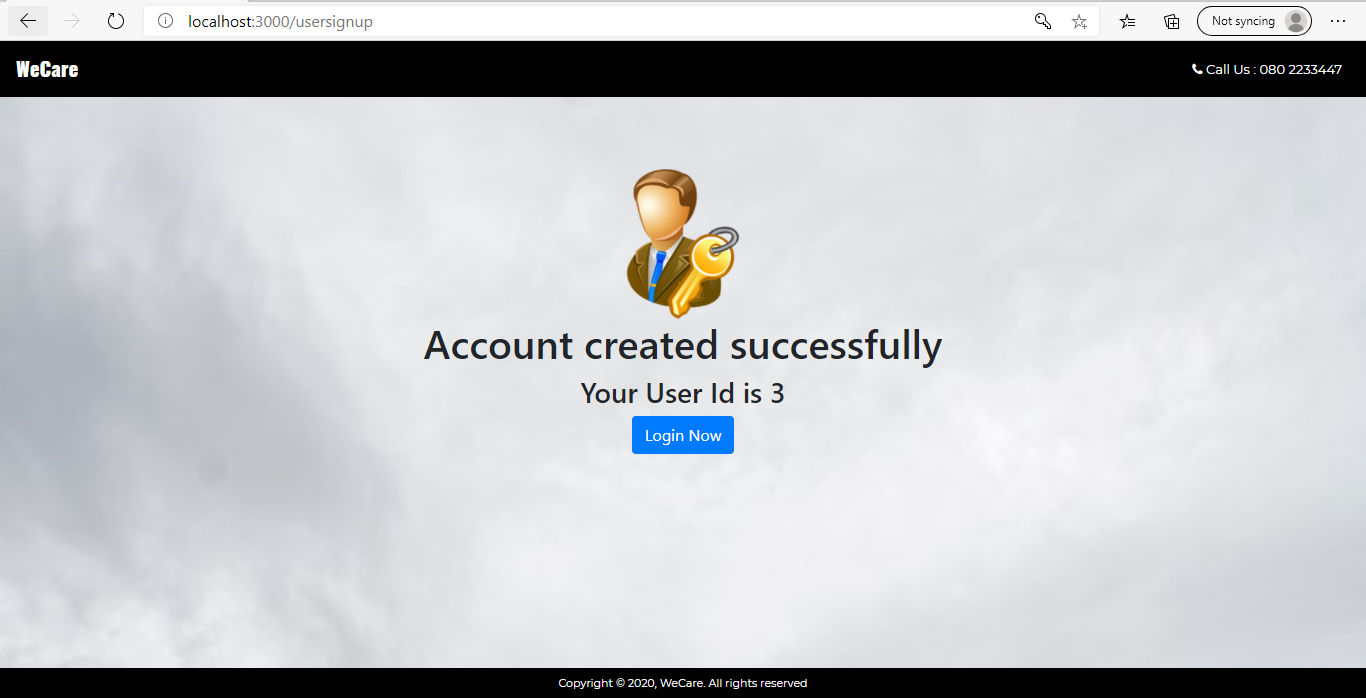 localhost:3000/usersignup
Not syncing
WeCare
Call Us : 080 2233447
Account created successfully
Your User Id is 3
Login Now
Copyright © 2020, WeCare. All rights reserved